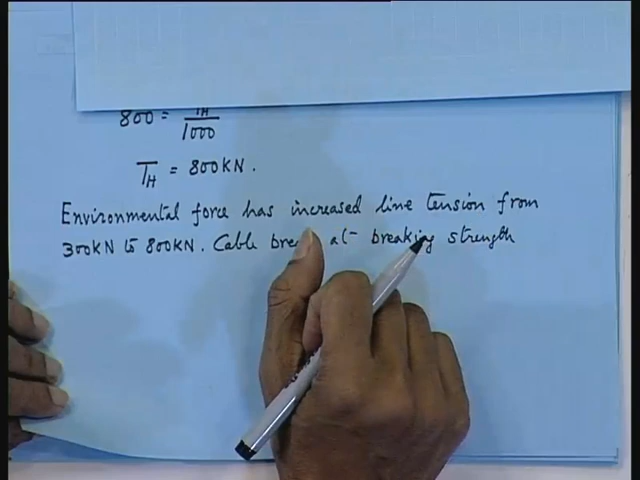 800 = TH/1000
TH = 800KN.
Environmental force has increased line tension from
300KN to 800KN. Cable at breaking strength